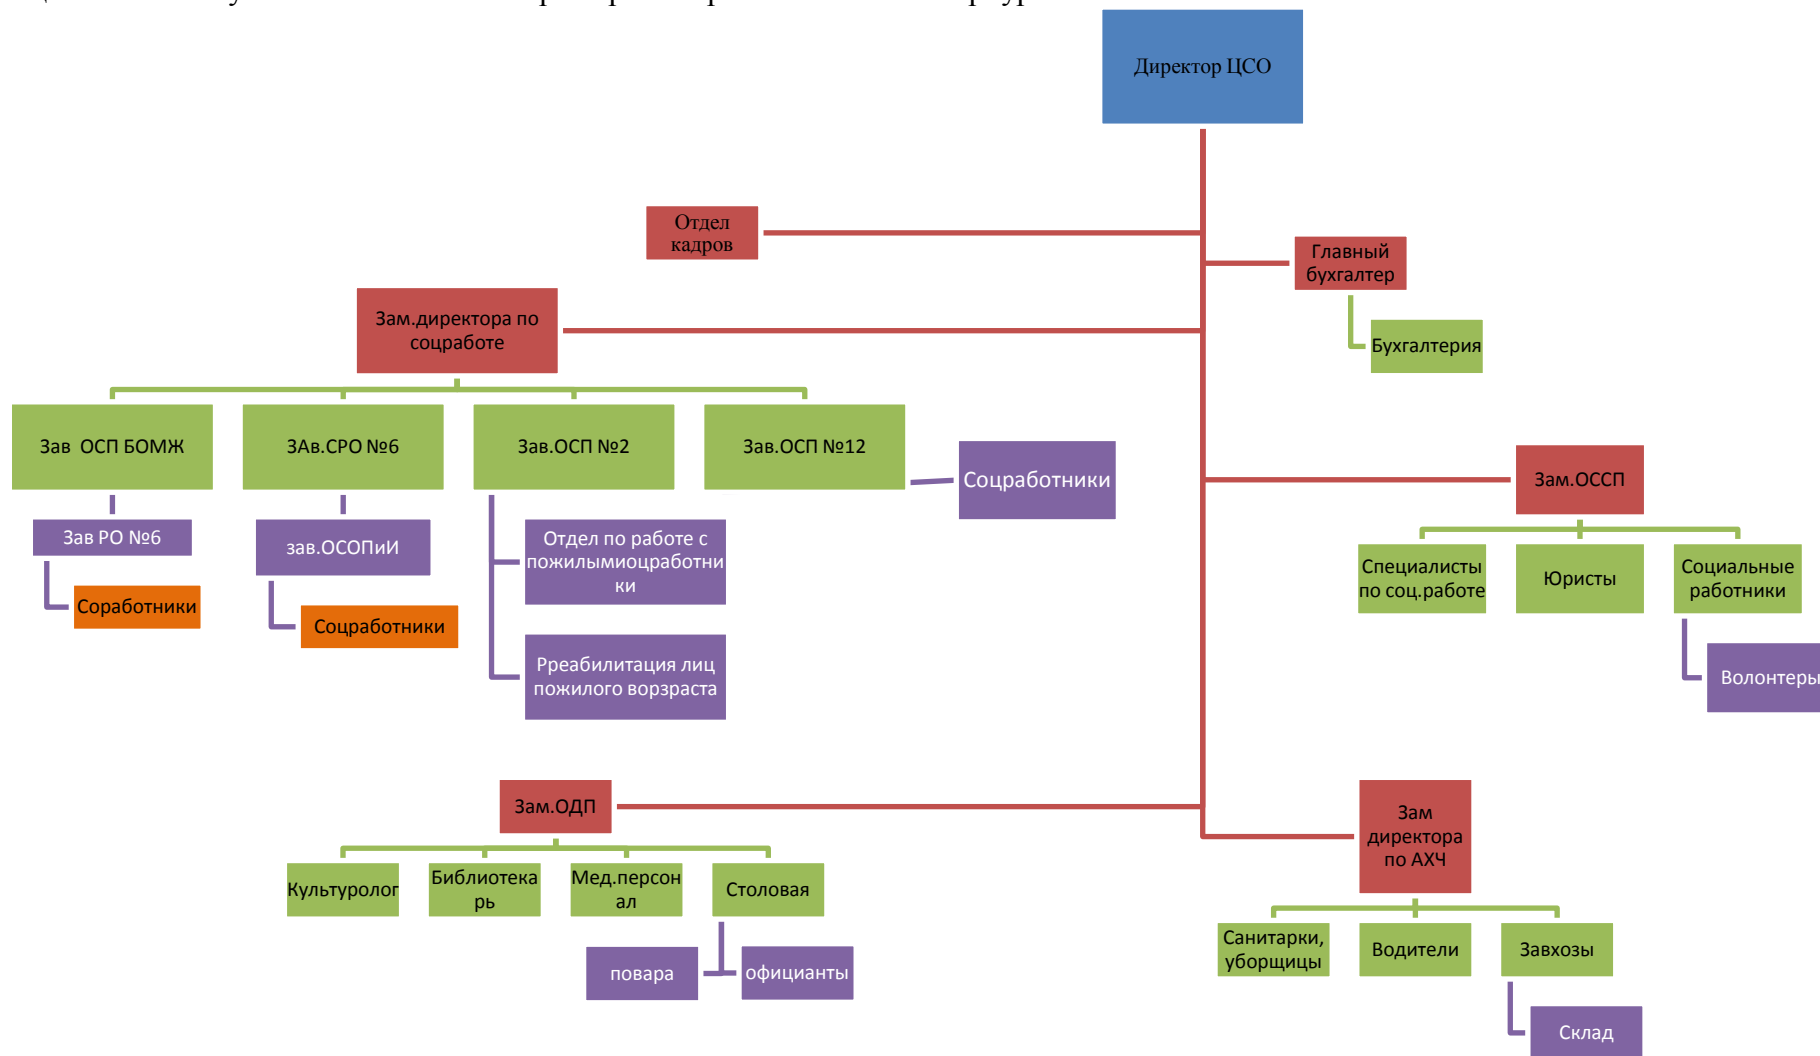 Директор ЦСО
Отдел
кадров
Главный
бухгалтер
Зам.директора по
соцработе
Бухгалтерия
Зав  ОСП БОМЖ
ЗАв.СРО №6
Зав.ОСП №2
Зав.ОСП №12
Соцработники
Зам.ОССП
Зав РО №6
зав.ОСОПиИ
Отдел по работе с
пожилымиоцработни
ки
Специалисты
по соц.работе
Юристы
Социальные
работники
Соработники
Соцработники
Рреабилитация лиц
пожилого ворзраста
Волонтеры
Зам.ОДП
Зам
директора
по АХЧ
Культуролог
Библиотека
рь
Мед.персон
ал
Столовая
Санитарки,
уборщицы
Водители
Завхозы
повара
официанты
Склад